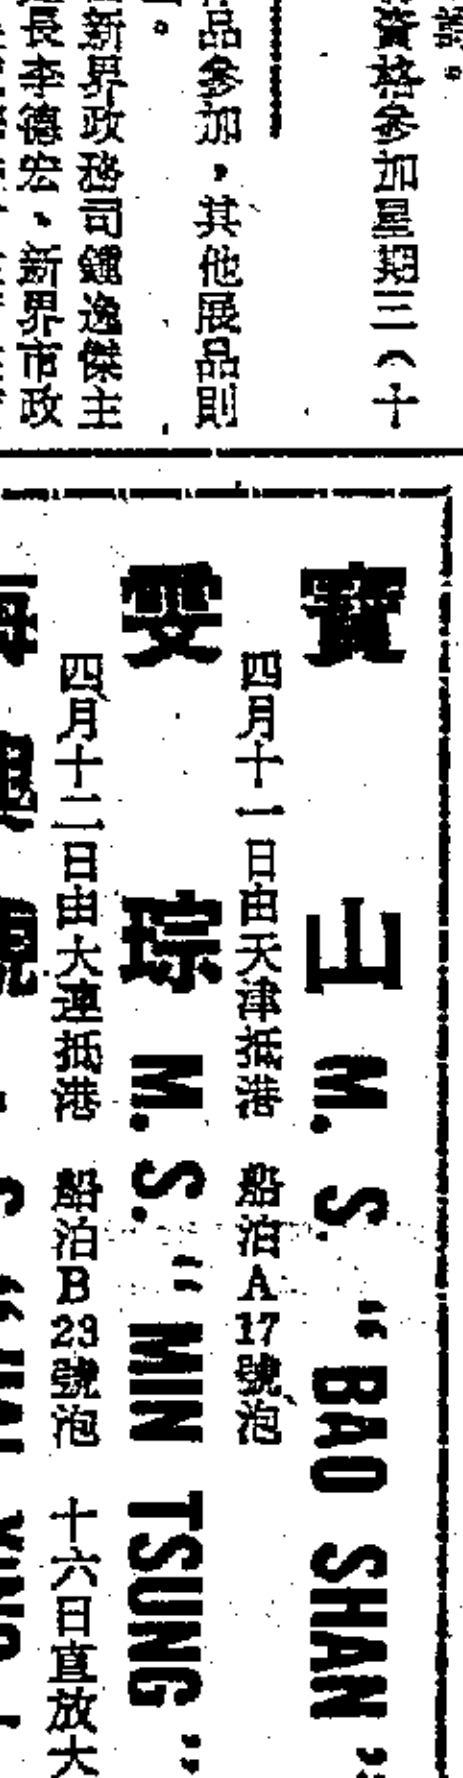 資格參加星期三（十
品參加，其他展品則
新界政務司鍾逸傑主
長李德宏、新界市政
寶山 M. S. “ BAO SHAN ”
四月十一日由天津抵港 船泊A17號泡
雯琮 M. S. “ MIN TSUNG ”
四月十二日由大連抵港 船泊B23號泡 十六日直放大